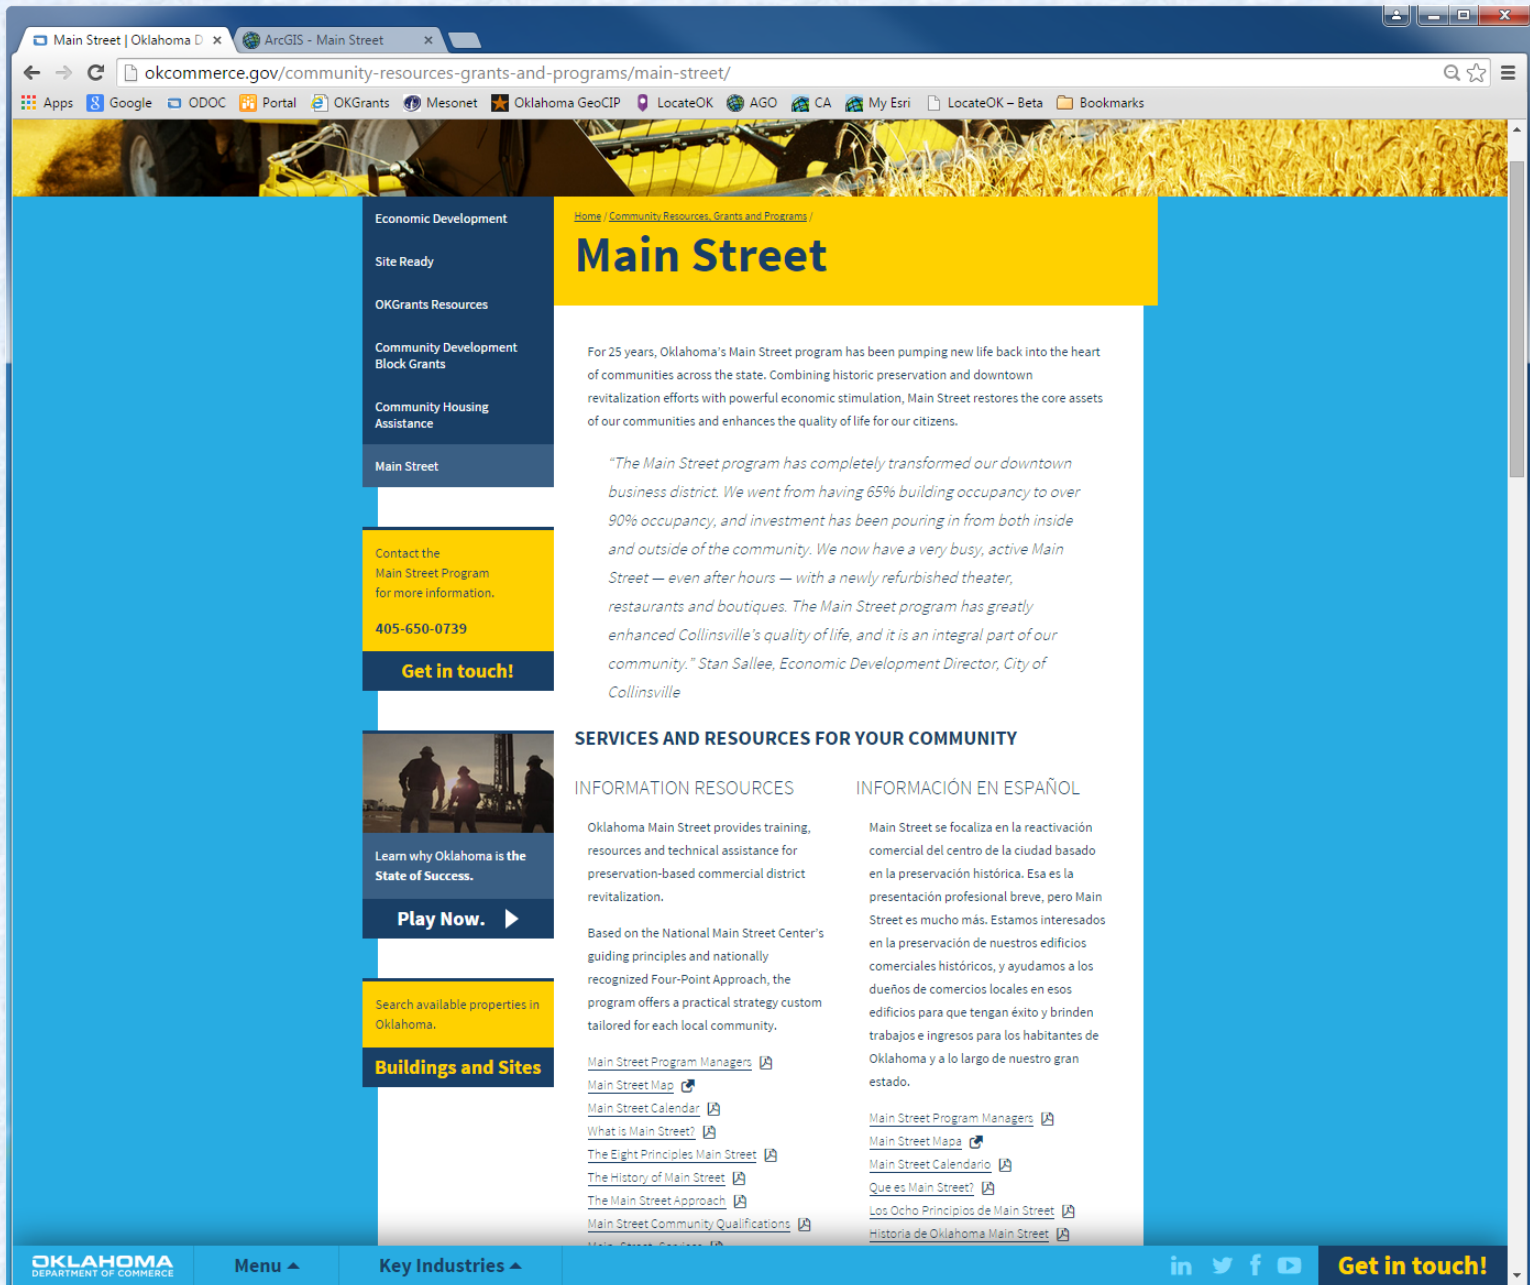 Main Street | Oklahoma D
ArcGIS - Main Street
okcommerce.gov/community-resources-grants-and-programs/main-street/
Apps
Google
ODOC
Portal
OKGrants
Mesonet
Oklahoma GeoCIP
LocateOK
AGO
CA
My Esri
LocateOK – Beta
Bookmarks
Economic Development
Site Ready
OKGrants Resources
Community Development
Block Grants
Community Housing
Assistance
Main Street
Contact the
Main Street Program
for more information.
405-650-0739
Get in touch!
Learn why Oklahoma is the
State of Success.
Play Now.
Search available properties in
Oklahoma.
Buildings and Sites
Home / Community Resources, Grants and Programs /
Main Street
For 25 years, Oklahoma’s Main Street program has been pumping new life back into the heart
of communities across the state. Combining historic preservation and downtown
revitalization efforts with powerful economic stimulation, Main Street restores the core assets
of our communities and enhances the quality of life for our citizens.
“The Main Street program has completely transformed our downtown
business district. We went from having 65% building occupancy to over
90% occupancy, and investment has been pouring in from both inside
and outside of the community. We now have a very busy, active Main
Street — even after hours — with a newly refurbished theater,
restaurants and boutiques. The Main Street program has greatly
enhanced Collinsville’s quality of life, and it is an integral part of our
community.” Stan Sallee, Economic Development Director, City of
Collinsville
SERVICES AND RESOURCES FOR YOUR COMMUNITY
INFORMATION RESOURCES
Oklahoma Main Street provides training,
resources and technical assistance for
preservation-based commercial district
revitalization.
Based on the National Main Street Center’s
guiding principles and nationally
recognized Four-Point Approach, the
program offers a practical strategy custom
tailored for each local community.
Main Street Program Managers
Main Street Map
Main Street Calendar
What is Main Street?
The Eight Principles Main Street
The History of Main Street
The Main Street Approach
Main Street Community Qualifications
INFORMACIÓN EN ESPAÑOL
Main Street se focaliza en la reactivación
comercial del centro de la ciudad basado
en la preservación histórica. Esa es la
presentación profesional breve, pero Main
Street es mucho más. Estamos interesados
en la preservación de nuestros edificios
comerciales históricos, y ayudamos a los
dueños de comercios locales en esos
edificios para que tengan éxito y brinden
trabajos e ingresos para los habitantes de
Oklahoma y a lo largo de nuestro gran
estado.
Main Street Program Managers
Main Street Mapa
Main Street Calendario
Que es Main Street?
Los Ocho Principios de Main Street
Historia de Oklahoma Main Street
OKLAHOMA
DEPARTMENT OF COMMERCE
Menu
Key Industries
Get in touch!